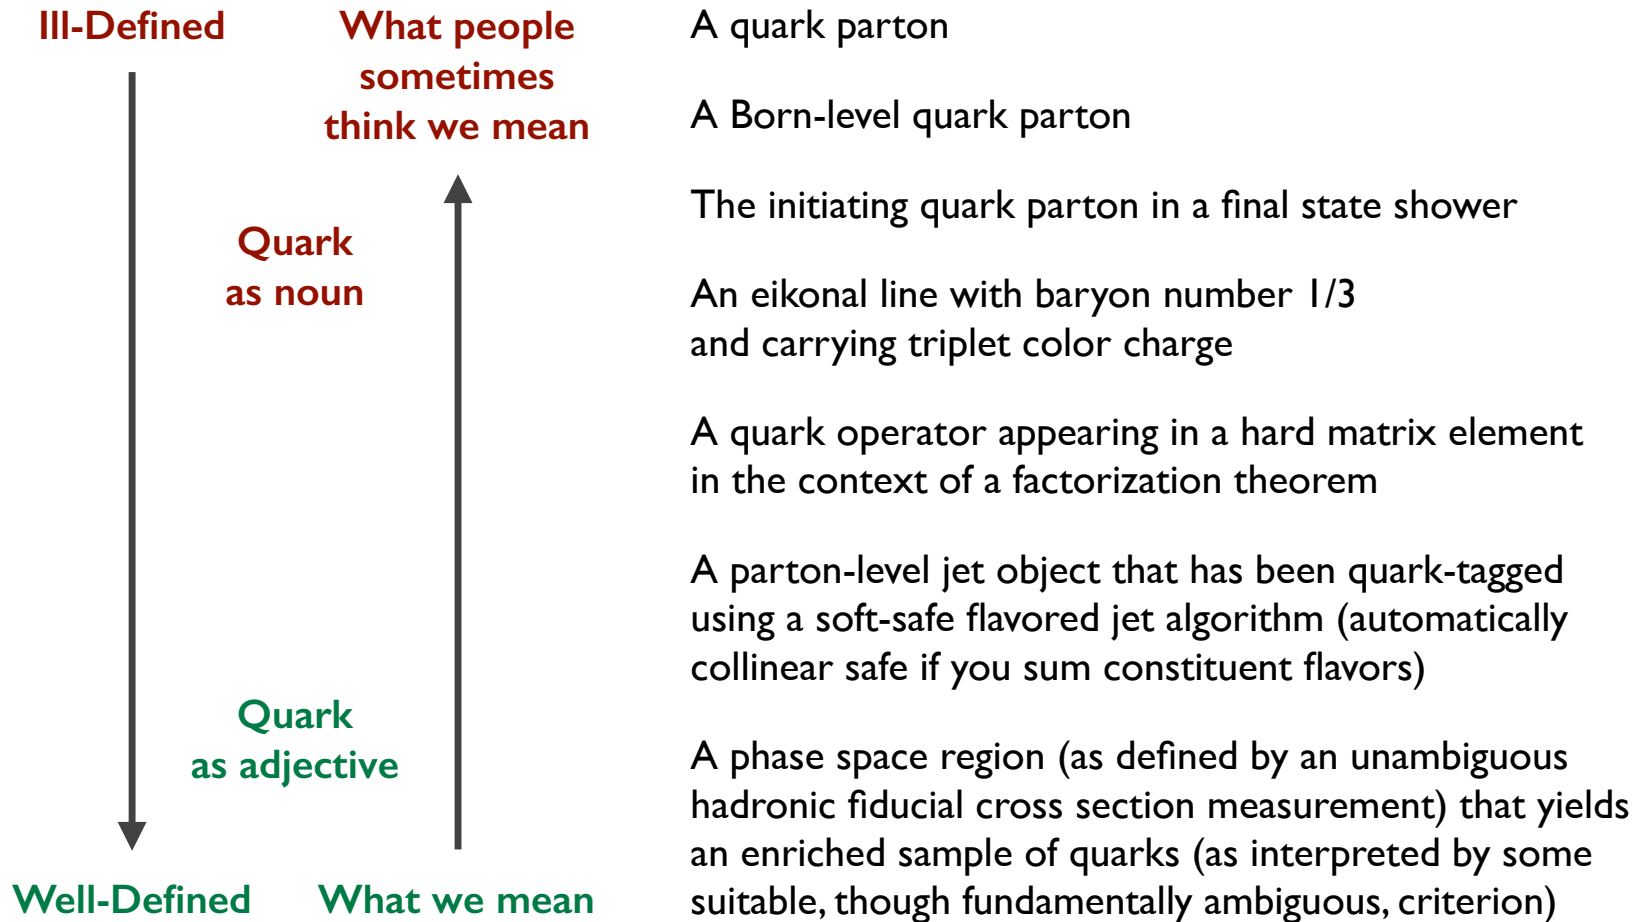 Ill-Defined
What people
sometimes
think we mean
Quark
as noun
Quark
as adjective
Well-Defined
What we mean
A quark parton
A Born-level quark parton
The initiating quark parton in a final state shower
An eikonal line with baryon number 1/3
and carrying triplet color charge
A quark operator appearing in a hard matrix element
in the context of a factorization theorem
A parton-level jet object that has been quark-tagged
using a soft-safe flavored jet algorithm (automatically
collinear safe if you sum constituent flavors)
A phase space region (as defined by an unambiguous
hadronic fiducial cross section measurement) that yields
an enriched sample of quarks (as interpreted by some
suitable, though fundamentally ambiguous, criterion)